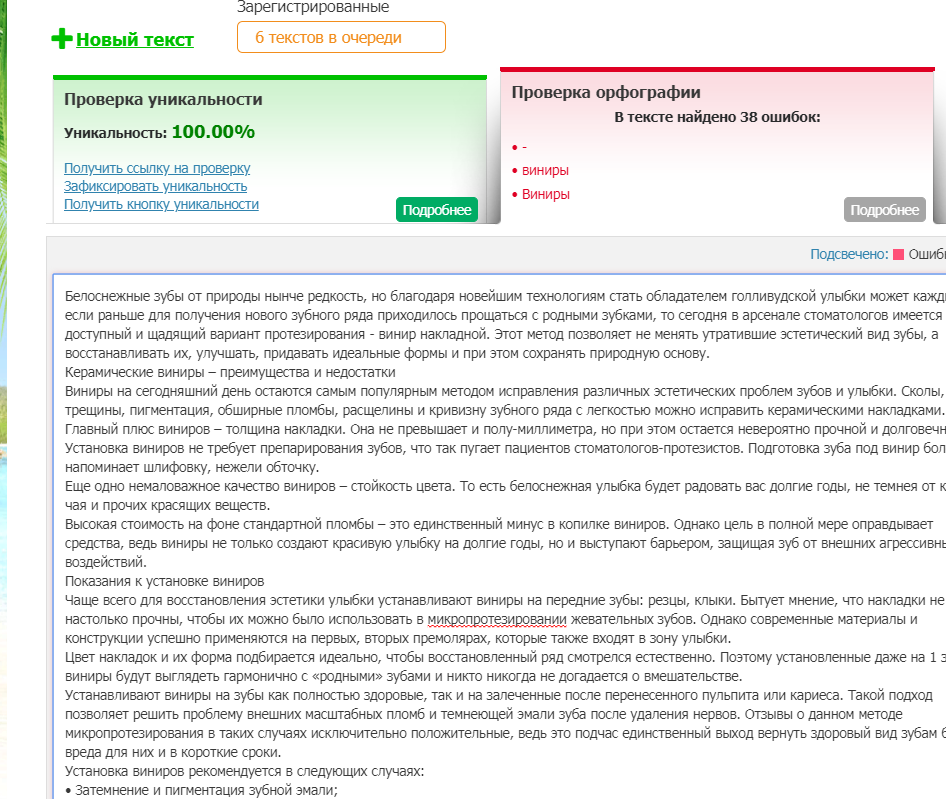 Зарегистрированные
Новый текст
6 текстов в очереди
Проверка уникальности
Уникальность: 100.00%
Получить ссылку на проверку
Зафиксировать уникальность
Получить кнопку уникальности
Подробнее
Проверка орфографии
В тексте найдено 38 ошибок:
• -
• виниры
• Виниры
Подробнее
Подсвечено:
Белоснежные зубы от природы нынче редкость, но благодаря новейшим технологиям стать обладателем голливудской улыбки может
если раньше для получения нового зубного ряда приходилось прощаться с родными зубками, то сегодня в арсенале стоматологов имеется
доступный и щадящий вариант протезирования - винир накладной. Этот метод позволяет не менять утратившие эстетический вид зубы, а
восстанавливать их, улучшать, придавать идеальные формы и при этом сохранять природную основу.
Керамические виниры – преимущества и недостатки
Виниры на сегодняшний день остаются самым популярным методом исправления различных эстетических проблем зубов и улыбки. Сколы,
трещины, пигментация, обширные пломбы, расщелины и кривизну зубного ряда с легкостью можно исправить керамическими накладками.
Главный плюс виниров – толщина накладки. Она не превышает и полу-миллиметра, но при этом остается невероятно прочной и
Установка виниров не требует препарирования зубов, что так пугает пациентов стоматологов-протезистов. Подготовка зуба под винир
напоминает шлифовку, нежели обточку.
Еще одно немаловажное качество виниров – стойкость цвета. То есть белоснежная улыбка будет радовать вас долгие годы, не темнея от
чая и прочих красящих веществ.
Высокая стоимость на фоне стандартной пломбы – это единственный минус в копилке виниров. Однако цель в полной мере оправдывает
средства, ведь виниры не только создают красивую улыбку на долгие годы, но и выступают барьером, защищая зуб от внешних
воздействий.
Показания к установке виниров
Чаще всего для восстановления эстетики улыбки устанавливают виниры на передние зубы: резцы, клыки. Бытует мнение, что накладки не
настолько прочны, чтобы их можно было использовать в микропротезировании жевательных зубов. Однако современные материалы и
конструкции успешно применяются на первых, вторых премолярах, которые также входят в зону улыбки.
Цвет накладок и их форма подбирается идеально, чтобы восстановленный ряд смотрелся естественно. Поэтому установленные даже на 1
виниры будут выглядеть гармонично с «родными» зубами и никто никогда не догадается о вмешательстве.
Устанавливают виниры на зубы как полностью здоровые, так и на залеченные после перенесенного пульпита или кариеса. Такой подход
позволяет решить проблему внешних масштабных пломб и темнеющей эмали зуба после удаления нервов. Отзывы о данном методе
микропротезирования в таких случаях исключительно положительные, ведь это подчас единственный выход вернуть здоровый вид зубам
вреда для них и в короткие сроки.
Установка виниров рекомендуется в следующих случаях:
• Затемнение и пигментация зубной эмали;